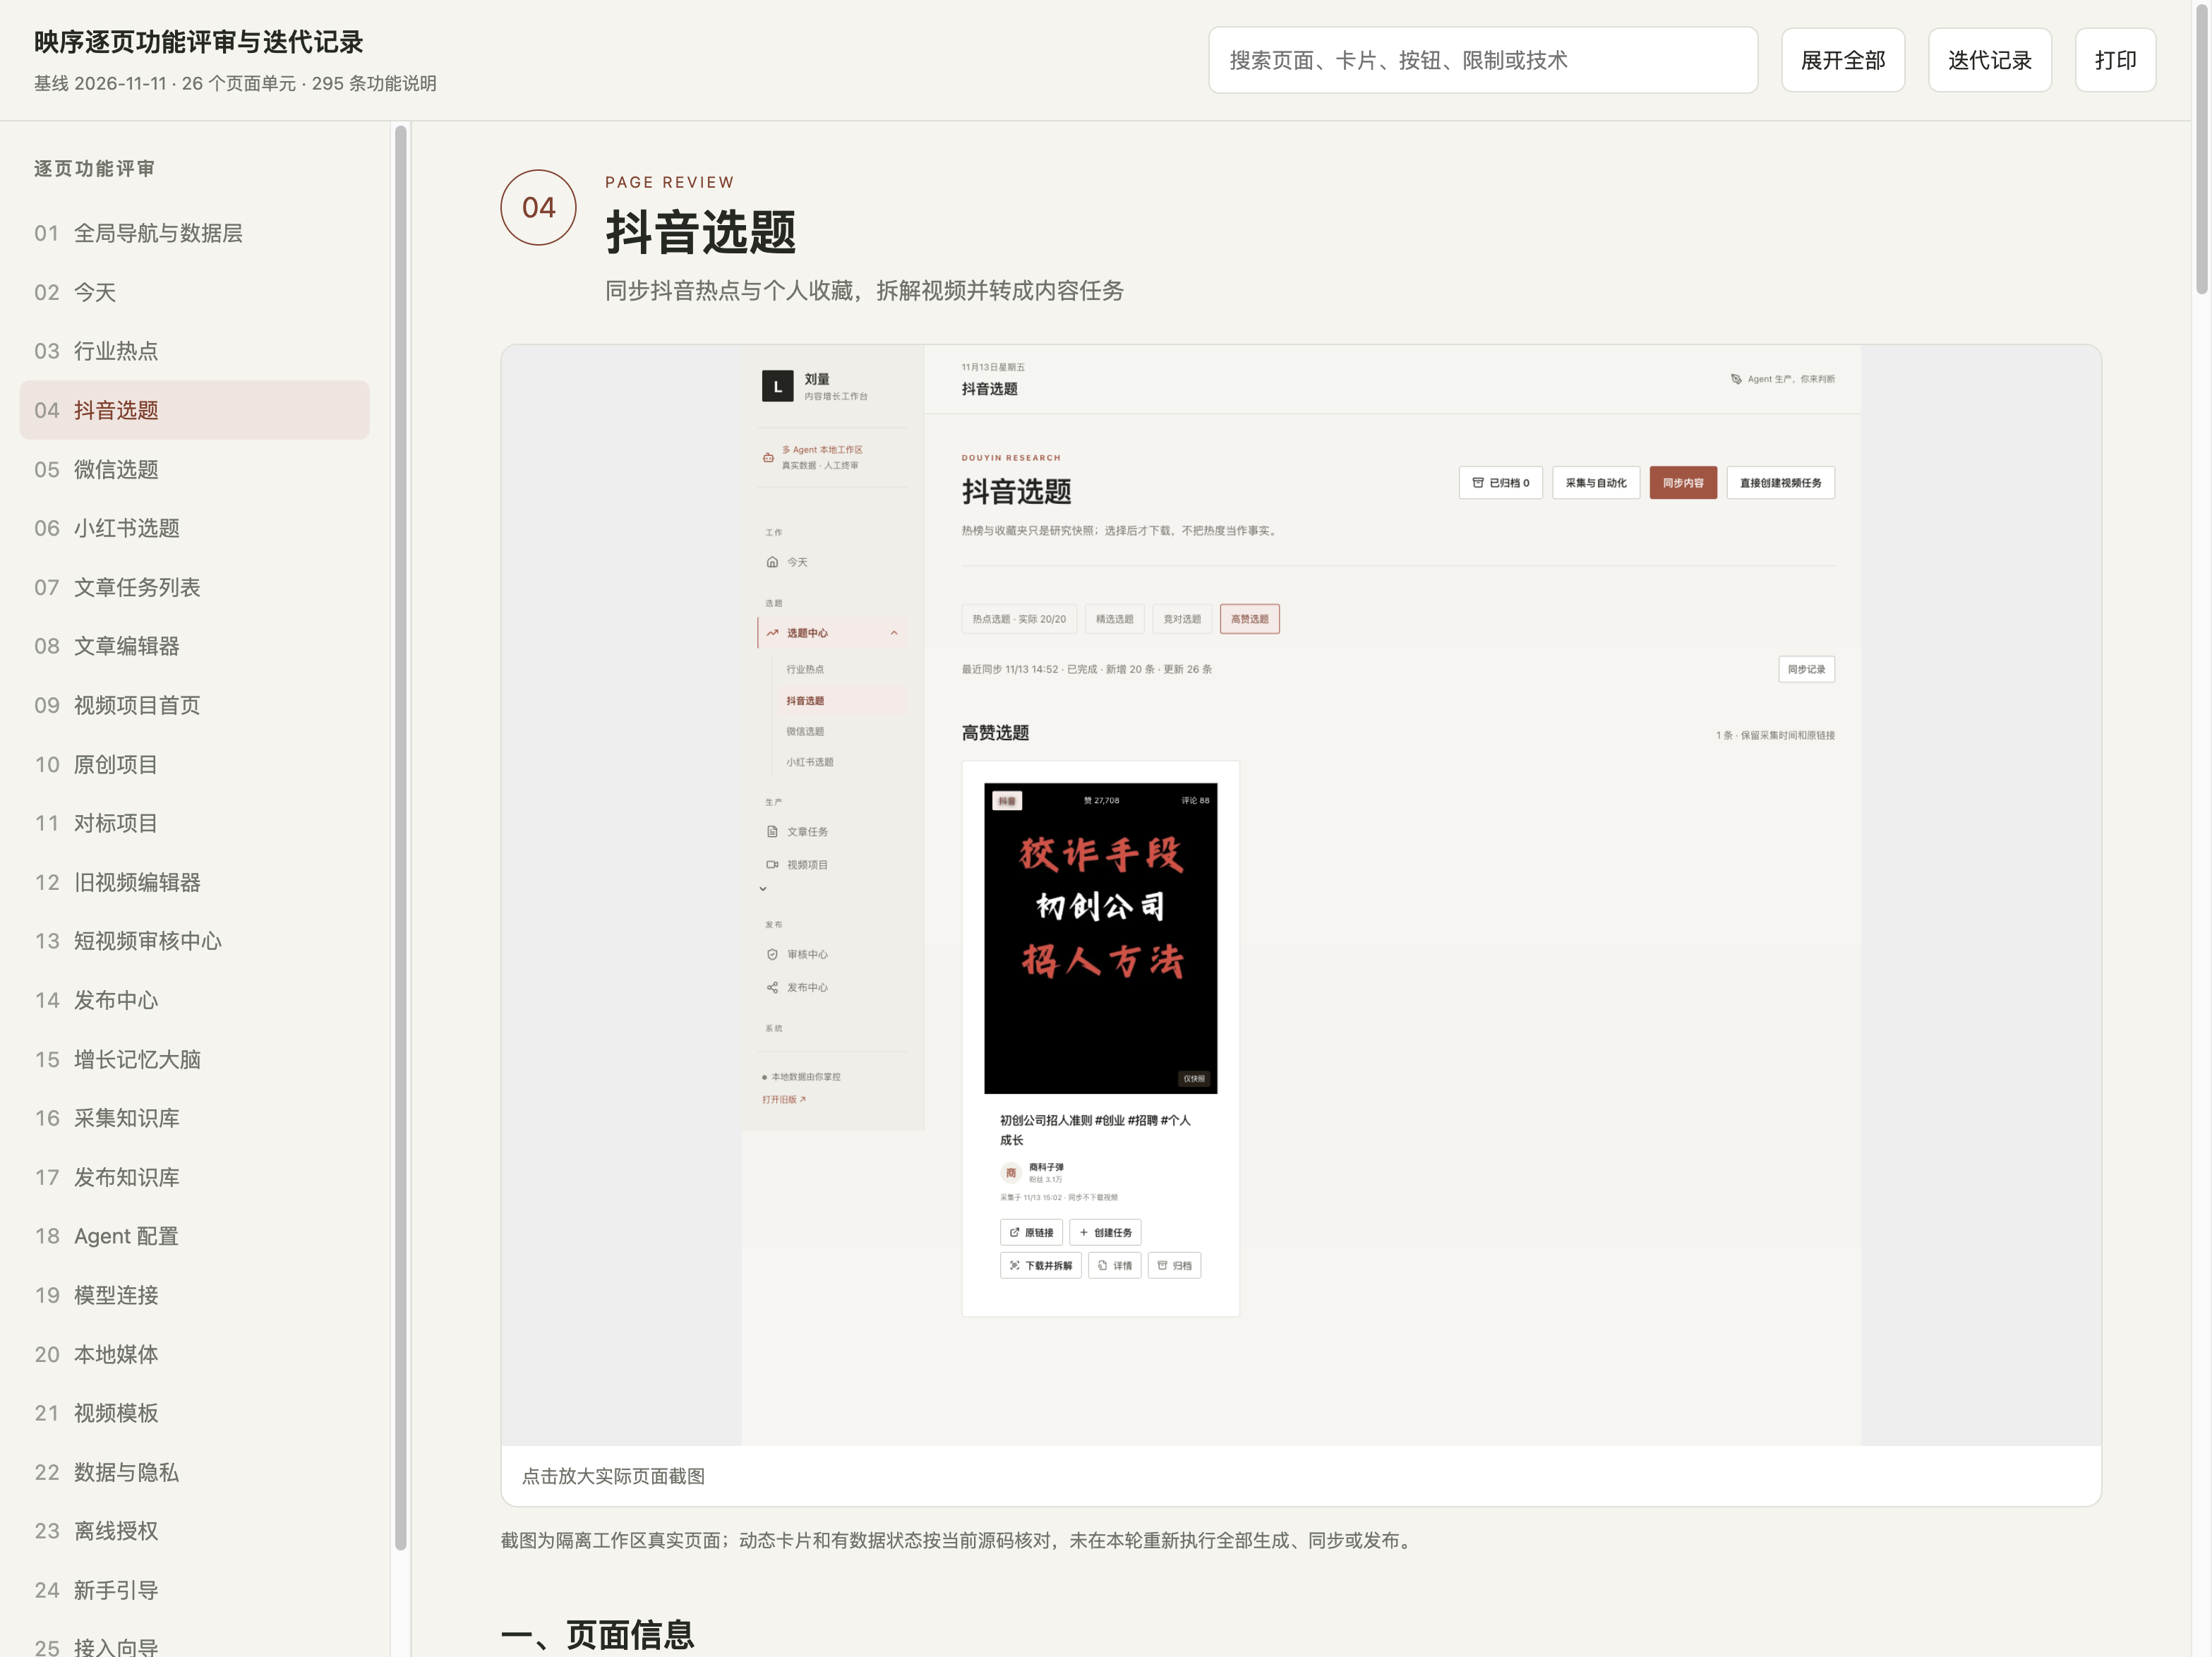 映序逐页功能评审与迭代记录
基线 2026-11-11 · 26 个页面单元 · 295 条功能说明
搜索页面、卡片、按钮、限制或技术
展开全部
迭代记录
打印
逐页功能评审
01 全局导航与数据层
02 今天
03 行业热点
04 抖音选题
05 微信选题
06 小红书选题
07 文章任务列表
08 文章编辑器
09 视频项目首页
10 原创项目
11 对标项目
12 旧视频编辑器
13 短视频审核中心
14 发布中心
15 增长记忆大脑
16 采集知识库
17 发布知识库
18 Agent 配置
19 模型连接
20 本地媒体
21 视频模板
22 数据与隐私
23 离线授权
24 新手引导
25 接入向导
04
PAGE REVIEW
抖音选题
同步抖音热点与个人收藏，拆解视频并转成内容任务
L
刘量
内容增长工作台
多 Agent 本地工作区
真实数据 · 人工终审
工作
今天
选题
选题中心
行业热点
抖音选题
微信选题
小红书选题
生产
文章任务
视频项目
发布
审核中心
发布中心
系统
本地数据由你掌控
打开旧版 ↗
11月13日星期五
抖音选题
Agent 生产，你来判断
DOUYIN RESEARCH
抖音选题
热榜与收藏夹只是研究快照；选择后才下载，不把热度当作事实。
已归档 0
采集与自动化
同步内容
直接创建视频任务
热点选题 · 实际 20/20
精选选题
竞对选题
高赞选题
最近同步 11/13 14:52 · 已完成 · 新增 20 条 · 更新 26 条
同步记录
高赞选题
1 条 · 保留采集时间和原链接
抖音
赞 27,708
评论 88
狡诈手段
初创公司
招人方法
仅快照
初创公司招人准则 #创业 #招聘 #个人
成长
商
商科子弹
粉丝 3.1万
采集于 11/13 15:02 · 同步不下载视频
原链接
+ 创建任务
下载并拆解
详情
归档
点击放大实际页面截图
截图为隔离工作区真实页面；动态卡片和有数据状态按当前源码核对，未在本轮重新执行全部生成、同步或发布。
一、页面信息